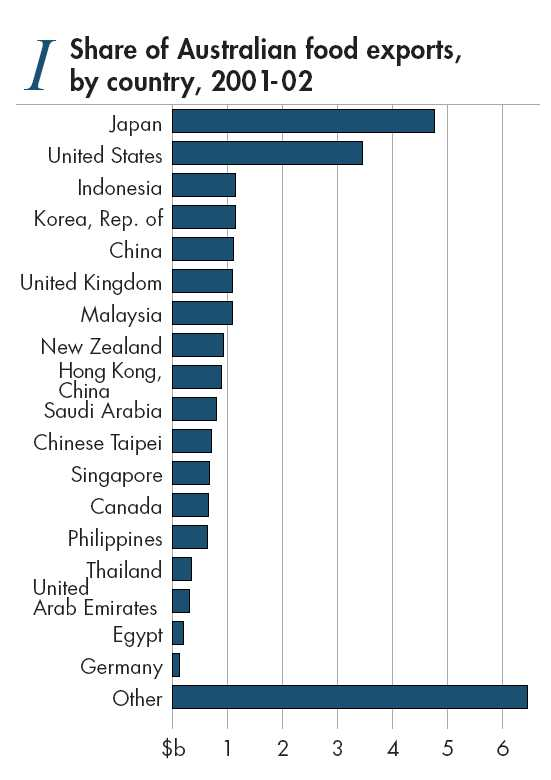 I
Share of Australian food exports,
by country, 2001-02
Japan
United States
Indonesia
Korea, Rep. of
China
United Kingdom
Malaysia
New Zealand
Hong Kong,
China
Saudi Arabia
Chinese Taipei
Singapore
Canada
Philippines
Thailand
United
Arab Emirates
Egypt
Germany
Other
$b 1 2 3 4 5 6